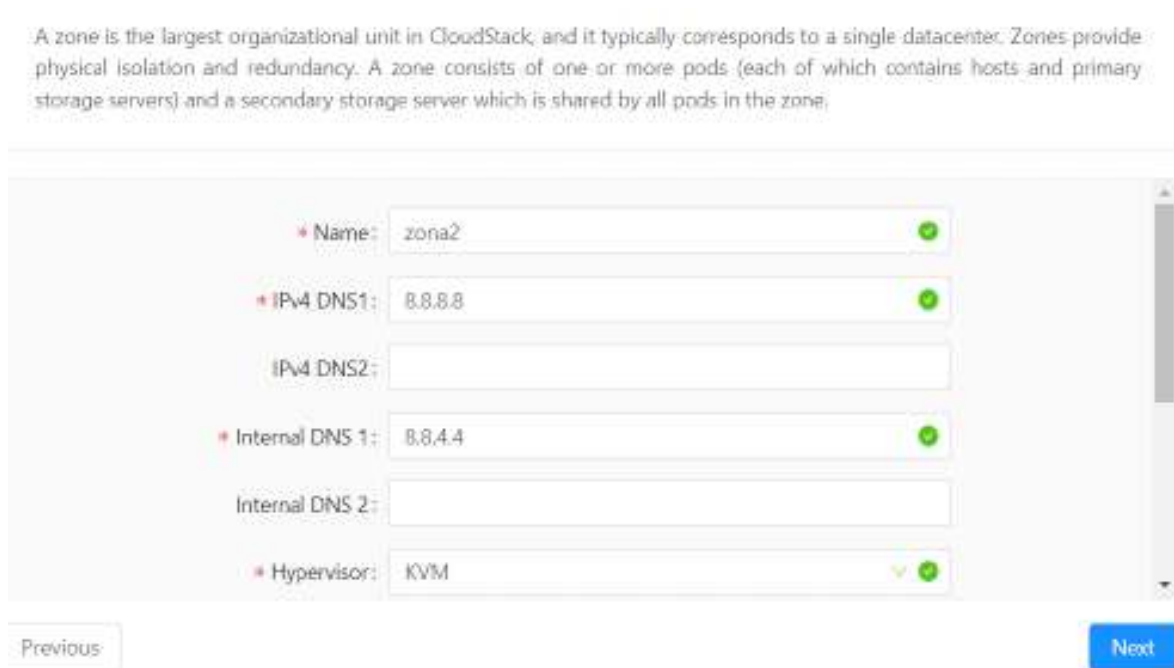 A zone is the largest organizational unit in CloudStack, and it typically corresponds to a single datacenter. Zones provide
physical isolation and redundancy. A zone consists of one or more pods (each of which contains hosts and primary
storage servers) and a secondary storage server which is shared by all pods in the zone.
* Name: zona2
* IPv4 DNS1: 8.8.8.8
IPv4 DNS2:
* Internal DNS 1: 8.8.4.4
Internal DNS 2:
* Hypervisor: KVM
Previous Next